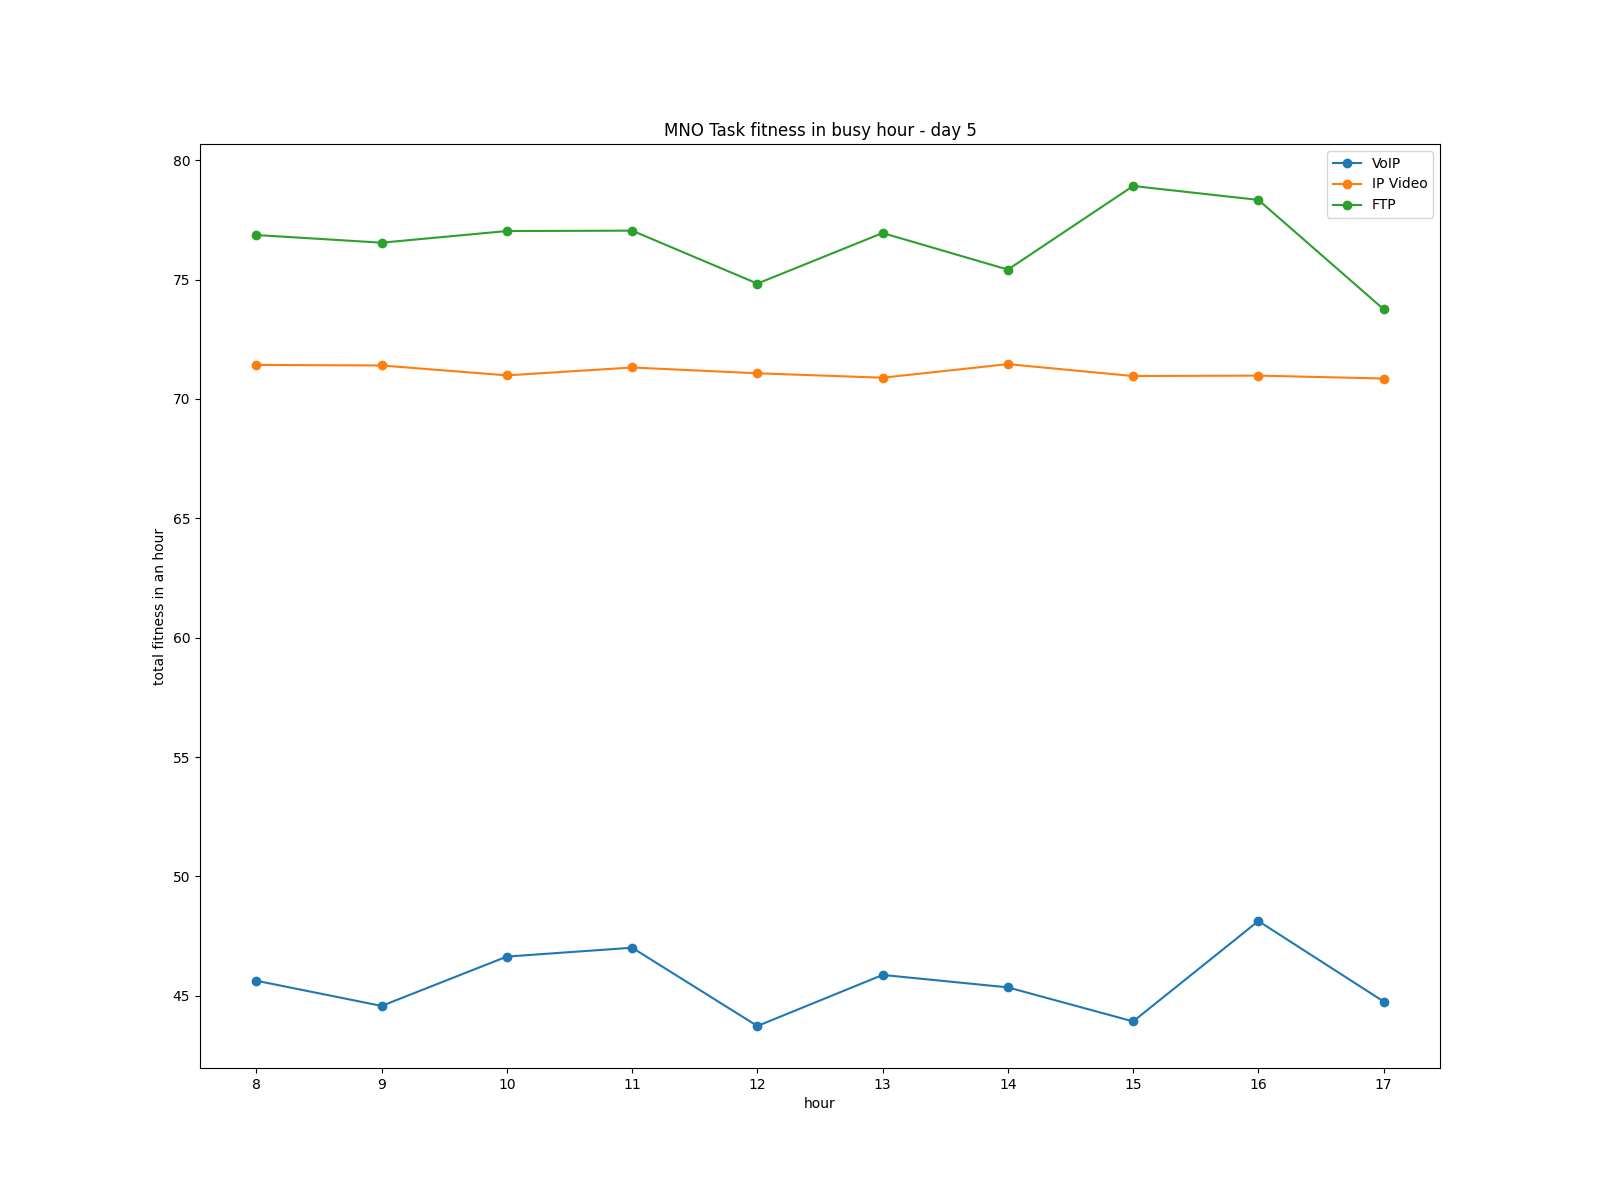 MNO Task fitness in busy hour - day 5
VoIP
IP Video
FTP
80
75
70
65
60
55
50
45
total fitness in an hour
8 9 10 11 12 13 14 15 16 17
hour